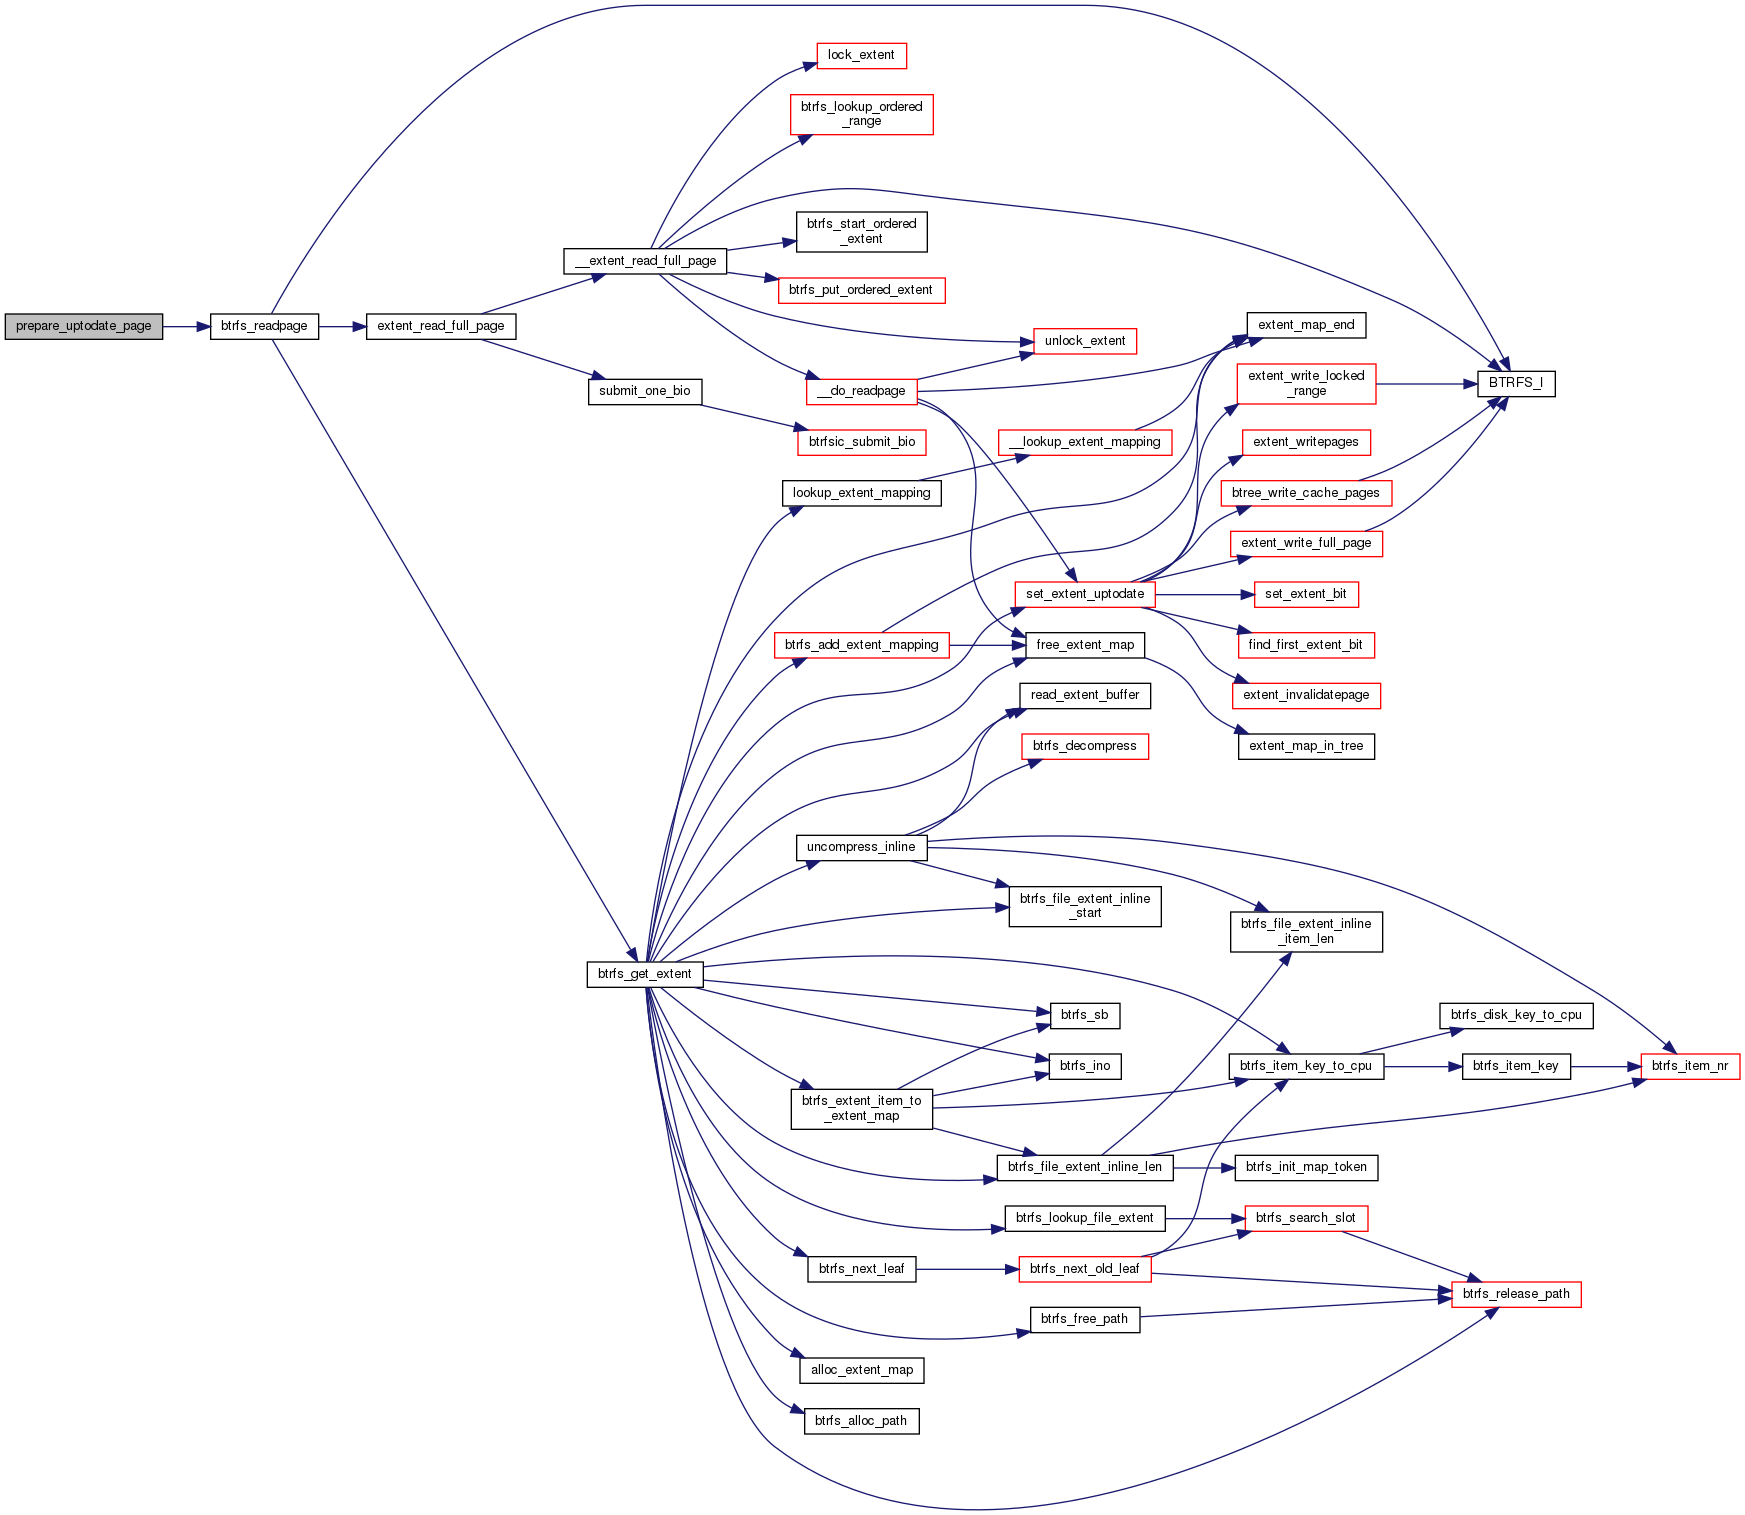 lock_extent
btrfs_lookup_ordered
_range
btrfs_start_ordered
_extent
__extent_read_full_page
btrfs_put_ordered_extent
prepare_uptodate_page
btrfs_readpage
extent_read_full_page
extent_map_end
unlock_extent
submit_one_bio
__do_readpage
extent_write_locked
_range
BTRFS_I
btrfsic_submit_bio
__lookup_extent_mapping
extent_writepages
lookup_extent_mapping
btree_write_cache_pages
extent_write_full_page
set_extent_uptodate
set_extent_bit
btrfs_add_extent_mapping
free_extent_map
find_first_extent_bit
read_extent_buffer
extent_invalidatepage
btrfs_decompress
extent_map_in_tree
uncompress_inline
btrfs_file_extent_inline
_start
btrfs_file_extent_inline
_item_len
btrfs_get_extent
btrfs_sb
btrfs_disk_key_to_cpu
btrfs_ino
btrfs_item_key_to_cpu
btrfs_item_key
btrfs_item_nr
btrfs_extent_item_to
_extent_map
btrfs_file_extent_inline_len
btrfs_init_map_token
btrfs_lookup_file_extent
btrfs_search_slot
btrfs_next_leaf
btrfs_next_old_leaf
btrfs_release_path
btrfs_free_path
alloc_extent_map
btrfs_alloc_path